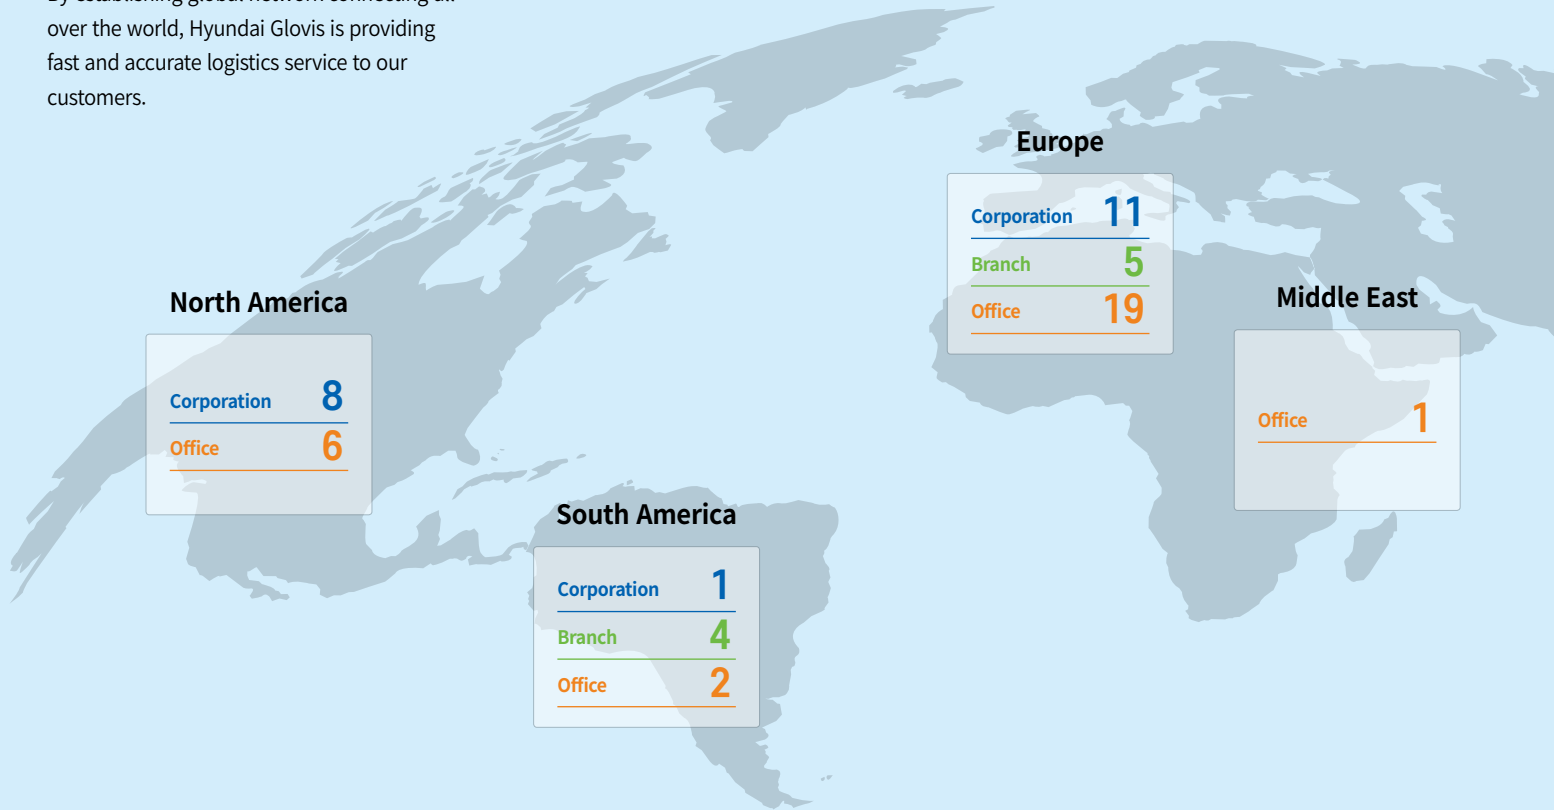 over the world, Hyundai Glovis is providing
fast and accurate logistics service to our
customers.
Europe
Corporation 11
Branch 5
Office 19
North America
Corporation 8
Office 6
Middle East
Office 1
South America
Corporation 1
Branch 4
Office 2